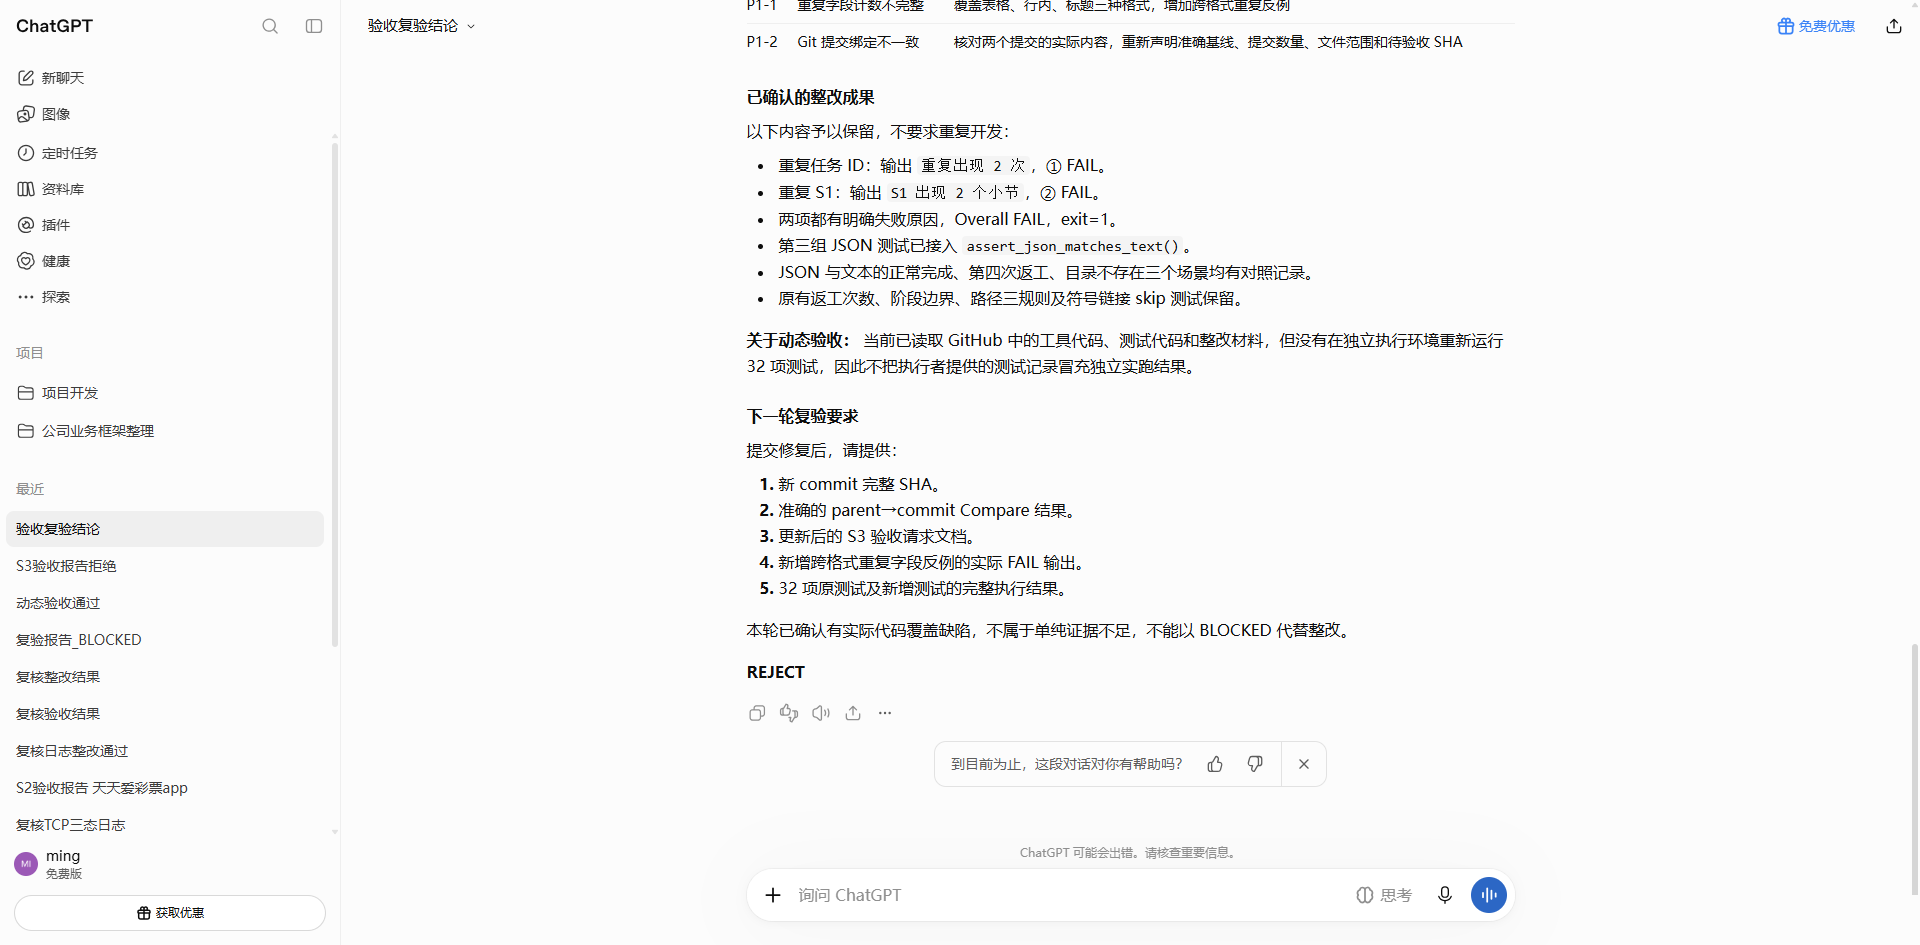 ChatGPT
新聊天
图像
定时任务
资料库
插件
健康
探索
项目
项目开发
公司业务框架整理
最近
验收复验结论
S3验收报告拒绝
动态验收通过
复验报告_BLOCKED
复核整改结果
复核验收结果
复核日志整改通过
S2验收报告 天天爱彩票app
复核TCP三态日志
MI
ming
免费版
获取优惠
验收复验结论
免费优惠
P1-1 重复字段计数不完整 覆盖表格、行内、标题三种格式，增加跨格式重复反例
P1-2 Git 提交绑定不一致 核对两个提交的实际内容，重新声明准确基线、提交数量、文件范围和待验收 SHA
已确认的整改成果
以下内容予以保留，不要求重复开发：
• 重复任务 ID：输出 重复出现 2 次，① FAIL。
• 重复 S1：输出 S1 出现 2 个小节，② FAIL。
• 两项都有明确失败原因，Overall FAIL，exit=1。
• 第三组 JSON 测试已接入 assert_json_matches_text()。
• JSON 与文本的正常完成、第四次返工、目录不存在三个场景均有对照记录。
• 原有返工次数、阶段边界、路径三规则及符号链接 skip 测试保留。
关于动态验收： 当前已读取 GitHub 中的工具代码、测试代码和整改材料，但没有在独立执行环境重新运行
32 项测试，因此不把执行者提供的测试记录冒充独立实跑结果。
下一轮复验要求
提交修复后，请提供：
1. 新 commit 完整 SHA。
2. 准确的 parent→commit Compare 结果。
3. 更新后的 S3 验收请求文档。
4. 新增跨格式重复字段反例的实际 FAIL 输出。
5. 32 项原测试及新增测试的完整执行结果。
本轮已确认有实际代码覆盖缺陷，不属于单纯证据不足，不能以 BLOCKED 代替整改。
REJECT
到目前为止，这段对话对你有帮助吗？
ChatGPT 可能会出错。请核查重要信息。
询问 ChatGPT
思考